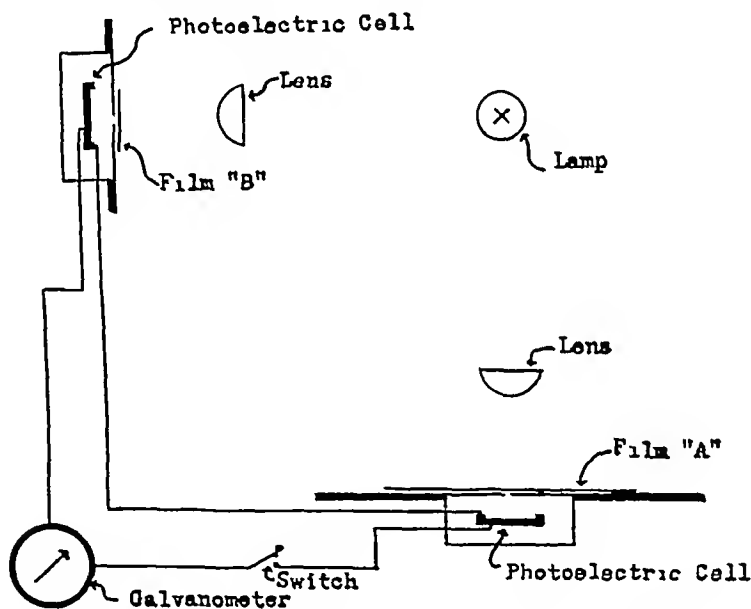 Photoelectric Cell
Lens
Lamp
Film "B"
Lens
Film "A"
Switch
Photoelectric Cell
Galvanometer